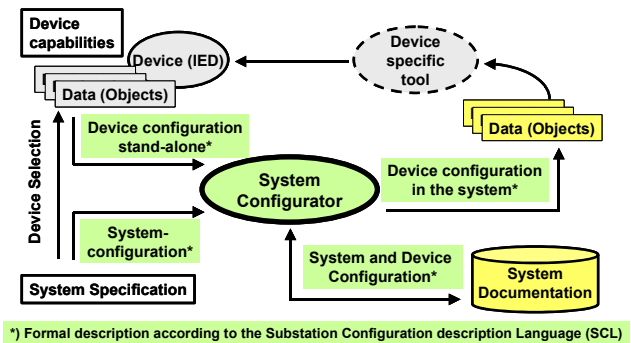 Device
capabilities
Device (IED)
Data (Objects)
Device
specific
tool
Data (Objects)
Device configuration
stand-alone*
Device Selection
System
Configurator
Device configuration
in the system*
System-
configuration*
System and Device
Configuration*
System
Documentation
System Specification
*) Formal description according to the Substation Configuration description Language (SCL)